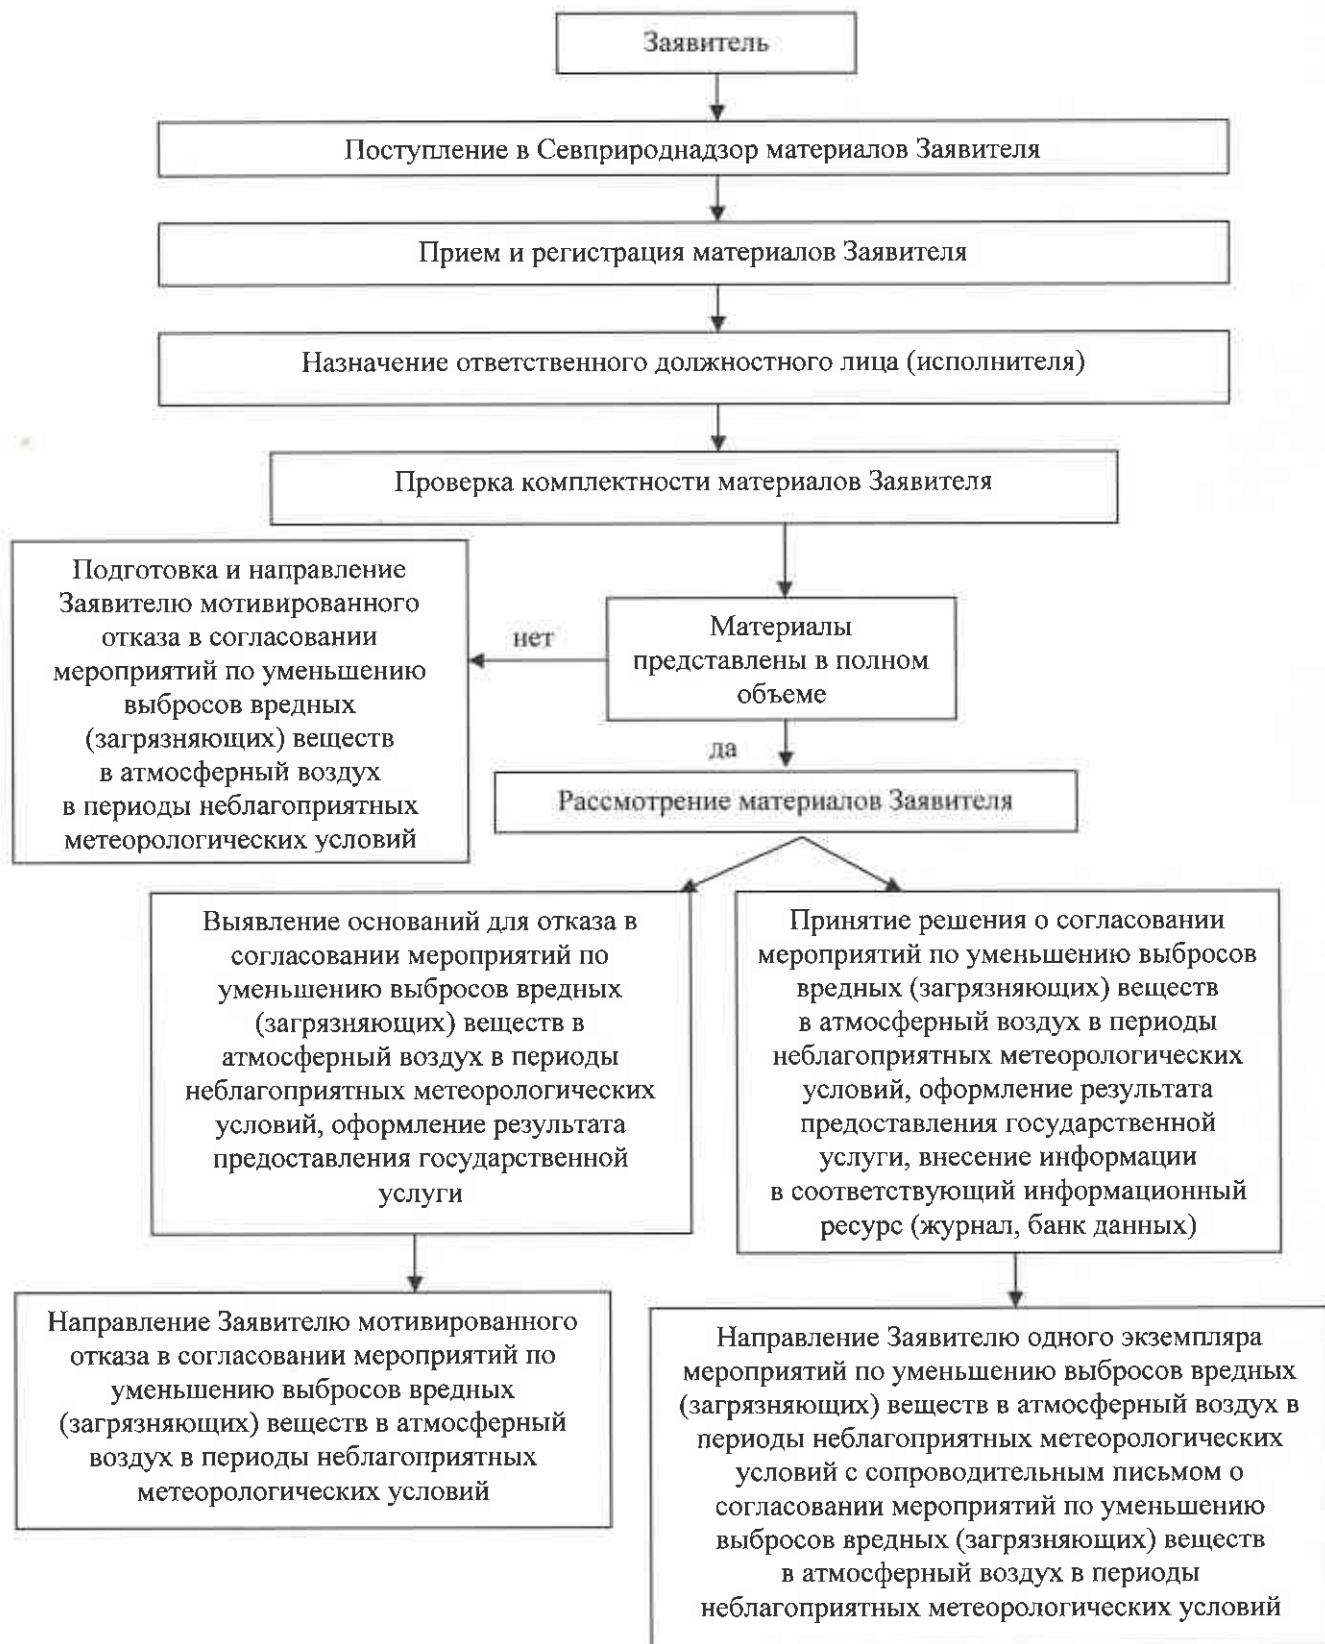 Заявитель
Поступление в Севприроднадзор материалов Заявителя
Прием и регистрация материалов Заявителя
Назначение ответственного должностного лица (исполнителя)
Проверка комплектности материалов Заявителя
Подготовка и направление
Заявителю мотивированного
отказа в согласовании
мероприятий по уменьшению
выбросов вредных
(загрязняющих) веществ
в атмосферный воздух
в периоды неблагоприятных
метеорологических условий
нет
Материалы
представлены в полном
объеме
да
Рассмотрение материалов Заявителя
Выявление оснований для отказа в
согласовании мероприятий по
уменьшению выбросов вредных
(загрязняющих) веществ в
атмосферный воздух в периоды
неблагоприятных метеорологических
условий, оформление результата
предоставления государственной
услуги
Принятие решения о согласовании
мероприятий по уменьшению выбросов
вредных (загрязняющих) веществ
в атмосферный воздух в периоды
неблагоприятных метеорологических
условий, оформление результата
предоставления государственной
услуги, внесение информации
в соответствующий информационный
ресурс (журнал, банк данных)
Направление Заявителю мотивированного
отказа в согласовании мероприятий по
уменьшению выбросов вредных
(загрязняющих) веществ в атмосферный
воздух в периоды неблагоприятных
метеорологических условий
Направление Заявителю одного экземпляра
мероприятий по уменьшению выбросов вредных
(загрязняющих) веществ в атмосферный воздух в
периоды неблагоприятных метеорологических
условий с сопроводительным письмом о
согласовании мероприятий по уменьшению
выбросов вредных (загрязняющих) веществ
в атмосферный воздух в периоды
неблагоприятных метеорологических условий